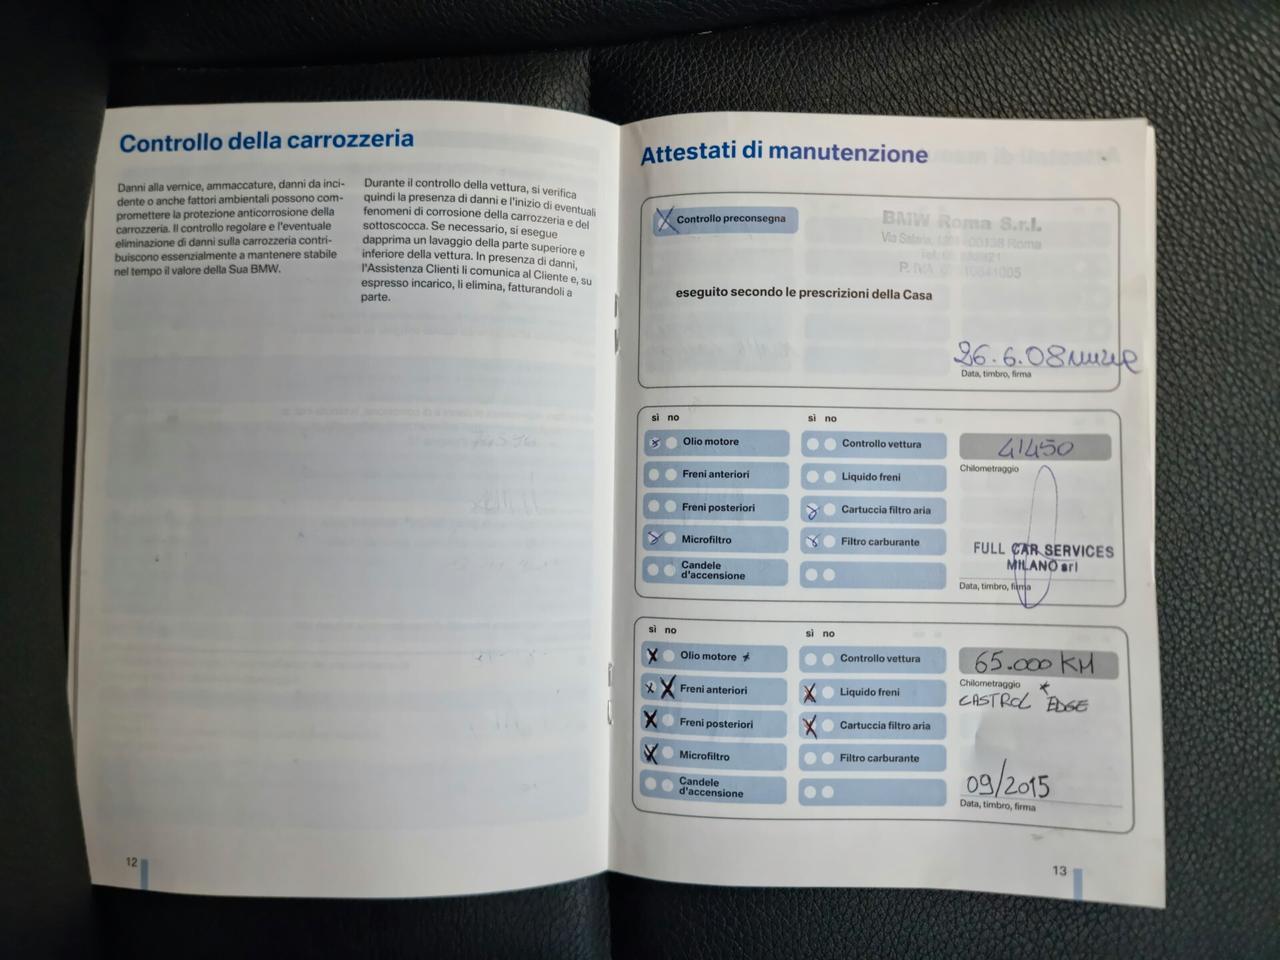 Controllo della carrozzeria
Danni alla vernice, ammaccature, danni da inci-
dente o anche fattori ambientali possono com-
promettere la protezione anticorrosione della
carrozzeria. Il controllo regolare e l'eventuale
eliminazione di danni sulla carrozzeria contri-
buiscono essenzialmente a mantenere stabile
nel tempo il valore della Sua BMW.
Durante il controllo della vettura, si verifica
quindi la presenza di danni e l'inizio di eventuali
fenomeni di corrosione della carrozzeria e del
sottoscocca. Se necessario, si esegue
dapprima un lavaggio della parte superiore e
inferiore della vettura. In presenza di danni,
l'Assistenza Clienti li comunica al Cliente e, su
espresso incarico, li elimina, fatturandoli a
parte.
12
Attestati di manutenzione
Controllo preconsegna
BMW Roma S.r.l.
Via Salaria, 00138 Roma
P. IVA
eseguito secondo le prescrizioni della Casa
26.6.08
Data, timbro, firma
sì no
sì no
Olio motore
Controllo vettura
41450
Freni anteriori
Liquido freni
Chilometraggio
Freni posteriori
Cartuccia filtro aria
Microfiltro
Filtro carburante
FULL CAR SERVICES
MILANO srl
Candele
d'accensione
Data, timbro, firma
sì no
sì no
Olio motore *
Controllo vettura
65.000 KM
Freni anteriori
Liquido freni
Chilometraggio *
CASTROL EDGE
Freni posteriori
Cartuccia filtro aria
Microfiltro
Filtro carburante
Candele
d'accensione
09/2015
Data, timbro, firma
13